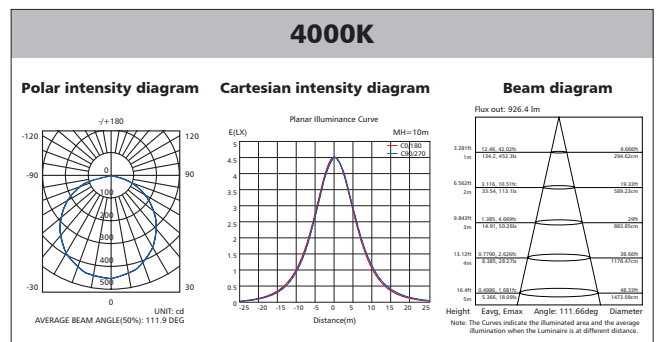 4000K
Polar intensity diagram
Cartesian intensity diagram
Beam diagram
-/+180
-120
120
-90
90
0
100
200
300
400
500
-30
30
0
UNIT: cd
AVERAGE BEAM ANGLE(50%): 111.9 DEG
Planar Illuminance Curve
E(LX)
MH=10m
C0/180
C90/270
5
4.5
4
3.5
3
2.5
2
1.5
1
0.5
0
-25 -20 -15 -10 -5 0 5 10 15 20 25
Distance(m)
Flux out: 926.4 lm
3.281ft 12.46, 42.02fc 9.666ft
1m 134.2, 452.3lx 294.62cm
6.562ft 3.116, 10.51fc 19.33ft
2m 33.54, 113.1lx 589.23cm
9.843ft 1.385, 4.669fc 29ft
3m 14.91, 50.26lx 883.85cm
13.12ft 0.7790, 2.626fc 38.66ft
4m 8.385, 28.27lx 1178.47cm
16.4ft 0.4986, 1.681fc 48.33ft
5m 5.366, 18.09lx 1473.09cm
Height Eavg, Emax Angle: 111.66deg Diameter
Note: The Curves indicate the illuminated area and the average
illumination when the Luminaire is at different distance.